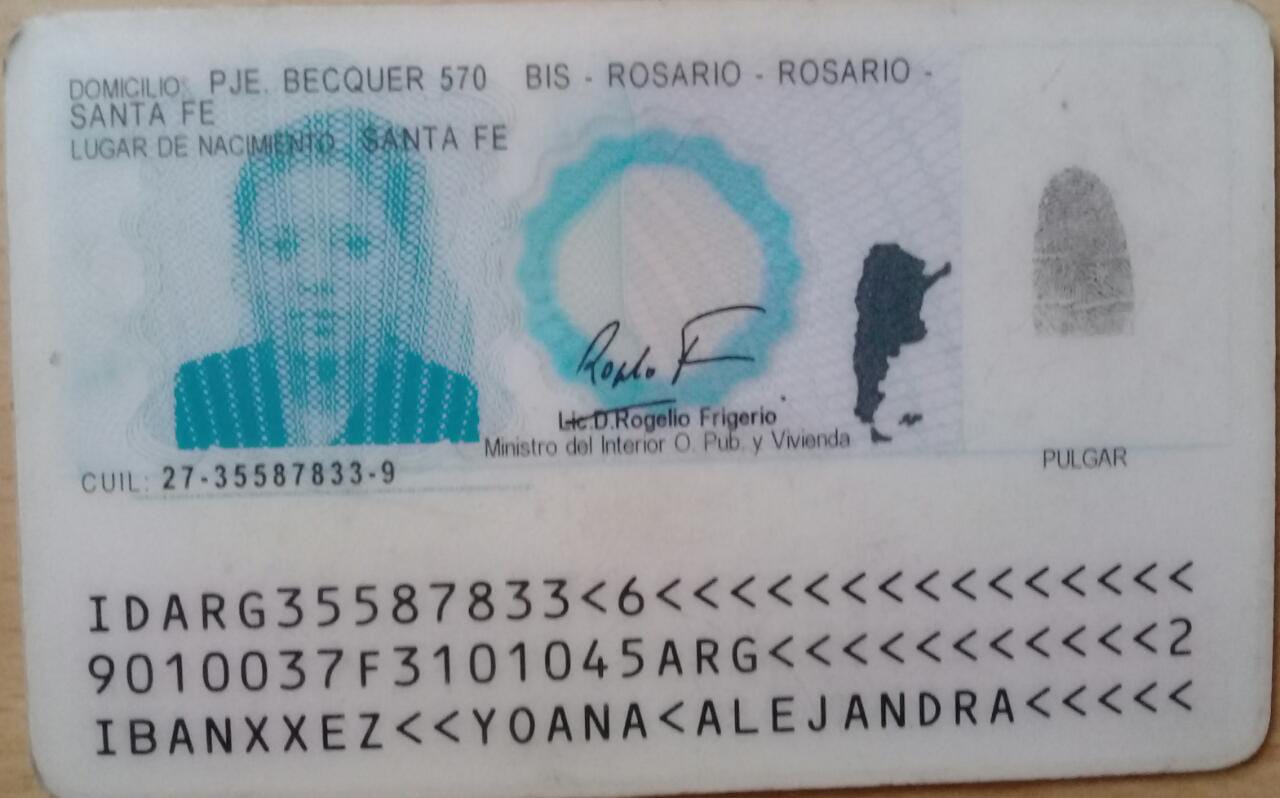 DOMICILIO: PJE. BECQUER 570 BIS - ROSARIO - ROSARIO -
SANTA FE
LUGAR DE NACIMIENTO: SANTA FE
Lic.D.Rogelio Frigerio
Ministro del Interior O. Pub. y Vivienda
PULGAR
CUIL: 27-35587833-9
IDARG35587833<6<<<<<<<<<<<<<<<
9010037F3101045ARG<<<<<<<<<<<2
IBANXXEZ<<YOANA<ALEJANDRA<<<<<